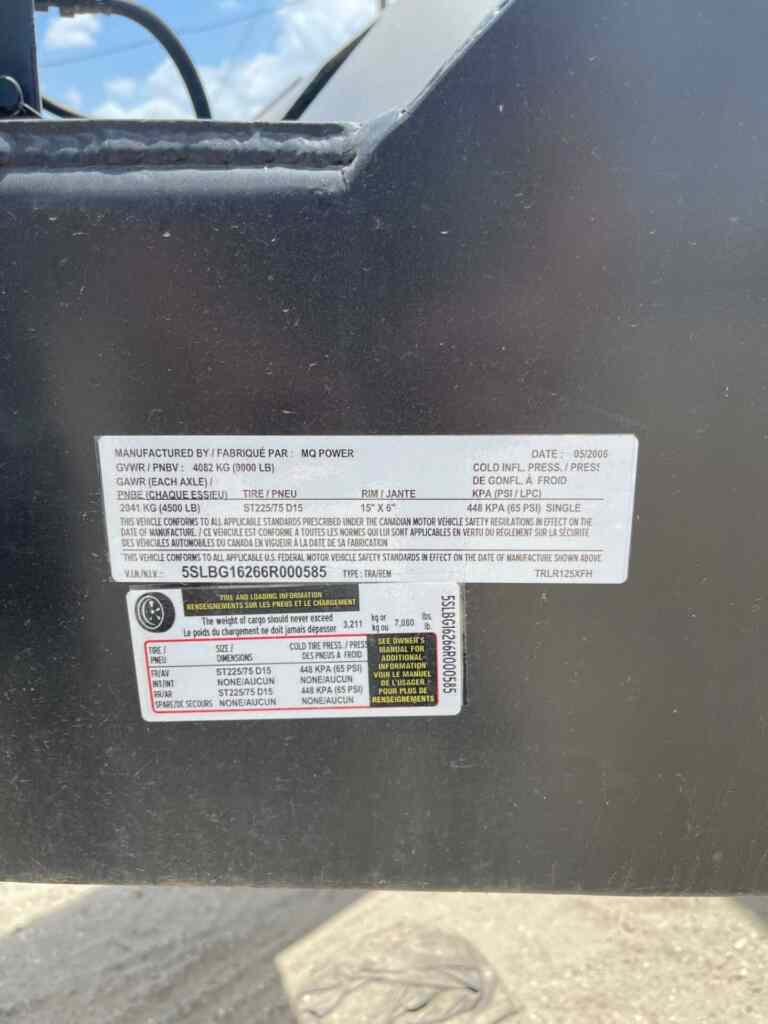 MANUFACTURED BY / FABRIQUÉ PAR : MQ POWER DATE : 05/2006
GVWR / PNBV : 4082 KG (9000 LB) COLD INFL. PRESS. / PRESS
GAWR (EACH AXLE) / DE GONFL. À FROID
PNBE (CHAQUE ESSIEU) TIRE / PNEU RIM / JANTE KPA (PSI / LPC)
2041 KG (4500 LB) ST225/75 D15 15" X 6" 448 KPA (65 PSI) SINGLE
THIS VEHICLE CONFORMS TO ALL APPLICABLE STANDARDS PRESCRIBED UNDER THE CANADIAN MOTOR VEHICLE SAFETY REGULATIONS IN EFFECT ON THE
DATE OF MANUFACTURE. / CE VÉHICULE EST CONFORME À TOUTES LES NORMES QUI LUI SONT APPLICABLES EN VERTU DU RÈGLEMENT SUR LA SÉCURITÉ
DES VÉHICULES AUTOMOBILES DU CANADA EN VIGUEUR À LA DATE DE SA FABRICATION
THIS VEHICLE CONFORMS TO ALL APPLICABLE U.S. FEDERAL MOTOR VEHICLE SAFETY STANDARDS IN EFFECT ON THE DATE OF MANUFACTURE SHOWN ABOVE.
V.I.N./N.I.V. : 5SLBG16266R000585 TYPE : TRA/REM TRLR125XFH
TIRE AND LOADING INFORMATION
RENSEIGNEMENTS SUR LES PNEUS ET LE CHARGEMENT
The weight of cargo should never exceed 3,211 kg or 7,080 lbs.
Le poids du chargement ne doit jamais dépasser kg ou lb.
TIRE / SIZE / COLD TIRE PRESS. / PRESS
PNEU DIMENSIONS DES PNEUS À FROID
FR/AV ST225/75 D15 448 KPA (65 PSI)
INT/INT NONE/AUCUN NONE/AUCUN
RR/AR ST225/75 D15 448 KPA (65 PSI)
SPARE/DE SECOURS NONE/AUCUN NONE/AUCUN
SEE OWNER'S
MANUAL FOR
ADDITIONAL
INFORMATION
VOIR LE MANUEL
DE L'USAGER
POUR PLUS DE
RENSEIGNEMENTS
5SLBG16266R000585